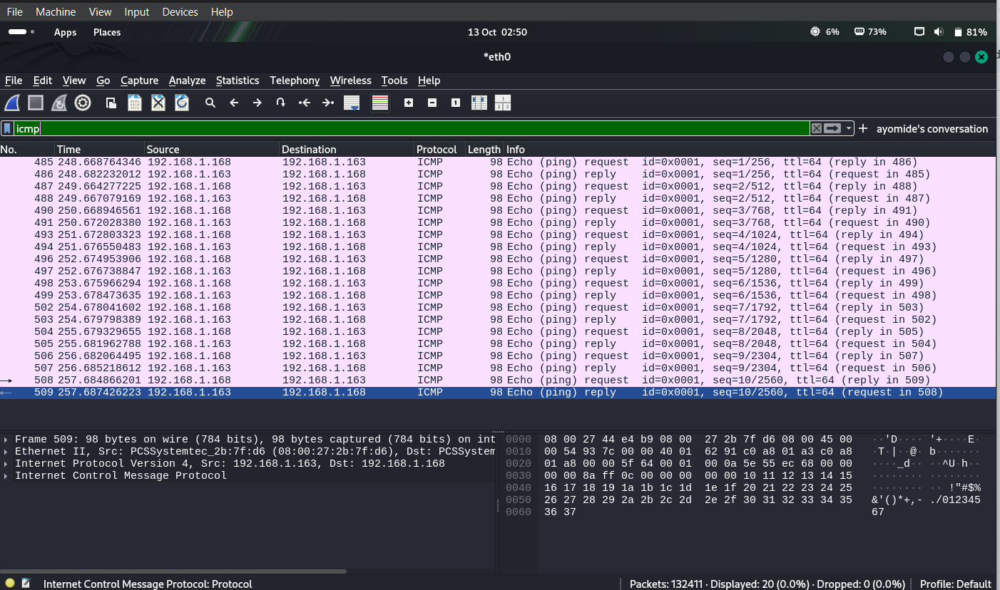 File Machine View Input Devices Help
Apps Places 13 Oct 02:50 6% 73% 81%
*eth0
File Edit View Go Capture Analyze Statistics Telephony Wireless Tools Help
icmp + ayomide's conversation
No. Time Source Destination Protocol Length Info
485 248.668764346 192.168.1.168 192.168.1.163 ICMP 98 Echo (ping) request id=0x0001, seq=1/256, ttl=64 (reply in 486)
486 248.682232012 192.168.1.163 192.168.1.168 ICMP 98 Echo (ping) reply id=0x0001, seq=1/256, ttl=64 (request in 485)
487 249.664277225 192.168.1.168 192.168.1.163 ICMP 98 Echo (ping) request id=0x0001, seq=2/512, ttl=64 (reply in 488)
488 249.667079169 192.168.1.163 192.168.1.168 ICMP 98 Echo (ping) reply id=0x0001, seq=2/512, ttl=64 (request in 487)
490 250.668946561 192.168.1.168 192.168.1.163 ICMP 98 Echo (ping) request id=0x0001, seq=3/768, ttl=64 (reply in 491)
491 250.672028380 192.168.1.163 192.168.1.168 ICMP 98 Echo (ping) reply id=0x0001, seq=3/768, ttl=64 (request in 490)
493 251.672803323 192.168.1.168 192.168.1.163 ICMP 98 Echo (ping) request id=0x0001, seq=4/1024, ttl=64 (reply in 494)
494 251.676550483 192.168.1.163 192.168.1.168 ICMP 98 Echo (ping) reply id=0x0001, seq=4/1024, ttl=64 (request in 493)
496 252.674953906 192.168.1.168 192.168.1.163 ICMP 98 Echo (ping) request id=0x0001, seq=5/1280, ttl=64 (reply in 497)
497 252.676738847 192.168.1.163 192.168.1.168 ICMP 98 Echo (ping) reply id=0x0001, seq=5/1280, ttl=64 (request in 496)
498 253.675966294 192.168.1.168 192.168.1.163 ICMP 98 Echo (ping) request id=0x0001, seq=6/1536, ttl=64 (reply in 499)
499 253.678473635 192.168.1.163 192.168.1.168 ICMP 98 Echo (ping) reply id=0x0001, seq=6/1536, ttl=64 (request in 498)
502 254.678041602 192.168.1.168 192.168.1.163 ICMP 98 Echo (ping) request id=0x0001, seq=7/1792, ttl=64 (reply in 503)
503 254.679798389 192.168.1.163 192.168.1.168 ICMP 98 Echo (ping) reply id=0x0001, seq=7/1792, ttl=64 (request in 502)
504 255.679329655 192.168.1.168 192.168.1.163 ICMP 98 Echo (ping) request id=0x0001, seq=8/2048, ttl=64 (reply in 505)
505 255.681962788 192.168.1.163 192.168.1.168 ICMP 98 Echo (ping) reply id=0x0001, seq=8/2048, ttl=64 (request in 504)
506 256.682064495 192.168.1.168 192.168.1.163 ICMP 98 Echo (ping) request id=0x0001, seq=9/2304, ttl=64 (reply in 507)
507 256.685218612 192.168.1.163 192.168.1.168 ICMP 98 Echo (ping) reply id=0x0001, seq=9/2304, ttl=64 (request in 506)
508 257.684866201 192.168.1.168 192.168.1.163 ICMP 98 Echo (ping) request id=0x0001, seq=10/2560, ttl=64 (reply in 509)
509 257.687426223 192.168.1.163 192.168.1.168 ICMP 98 Echo (ping) reply id=0x0001, seq=10/2560, ttl=64 (request in 508)
Frame 509: 98 bytes on wire (784 bits), 98 bytes captured (784 bits) on int
Ethernet II, Src: PCSSystemtec_2b:7f:d6 (08:00:27:2b:7f:d6), Dst: PCSSystem
Internet Protocol Version 4, Src: 192.168.1.163, Dst: 192.168.1.168
Internet Control Message Protocol
0000 08 00 27 44 e4 b9 08 00 27 2b 7f d6 08 00 45 00 ··'D···· '+····E·
0010 00 54 93 7c 00 00 40 01 62 91 c0 a8 01 a3 c0 a8 ·T·|··@· b·······
0020 01 a8 00 00 5f 64 00 01 00 0a 5e 55 ec 68 00 00 ····_d·· ··^U·h··
0030 00 00 8a ff 0c 00 00 00 00 00 10 11 12 13 14 15 ········ ········
0040 16 17 18 19 1a 1b 1c 1d 1e 1f 20 21 22 23 24 25 ········ ·· !"#$%
0050 26 27 28 29 2a 2b 2c 2d 2e 2f 30 31 32 33 34 35 &'()*+,- ./012345
0060 36 37 67
Internet Control Message Protocol: Protocol Packets: 132411 · Displayed: 20 (0.0%) · Dropped: 0 (0.0%) Profile: Default